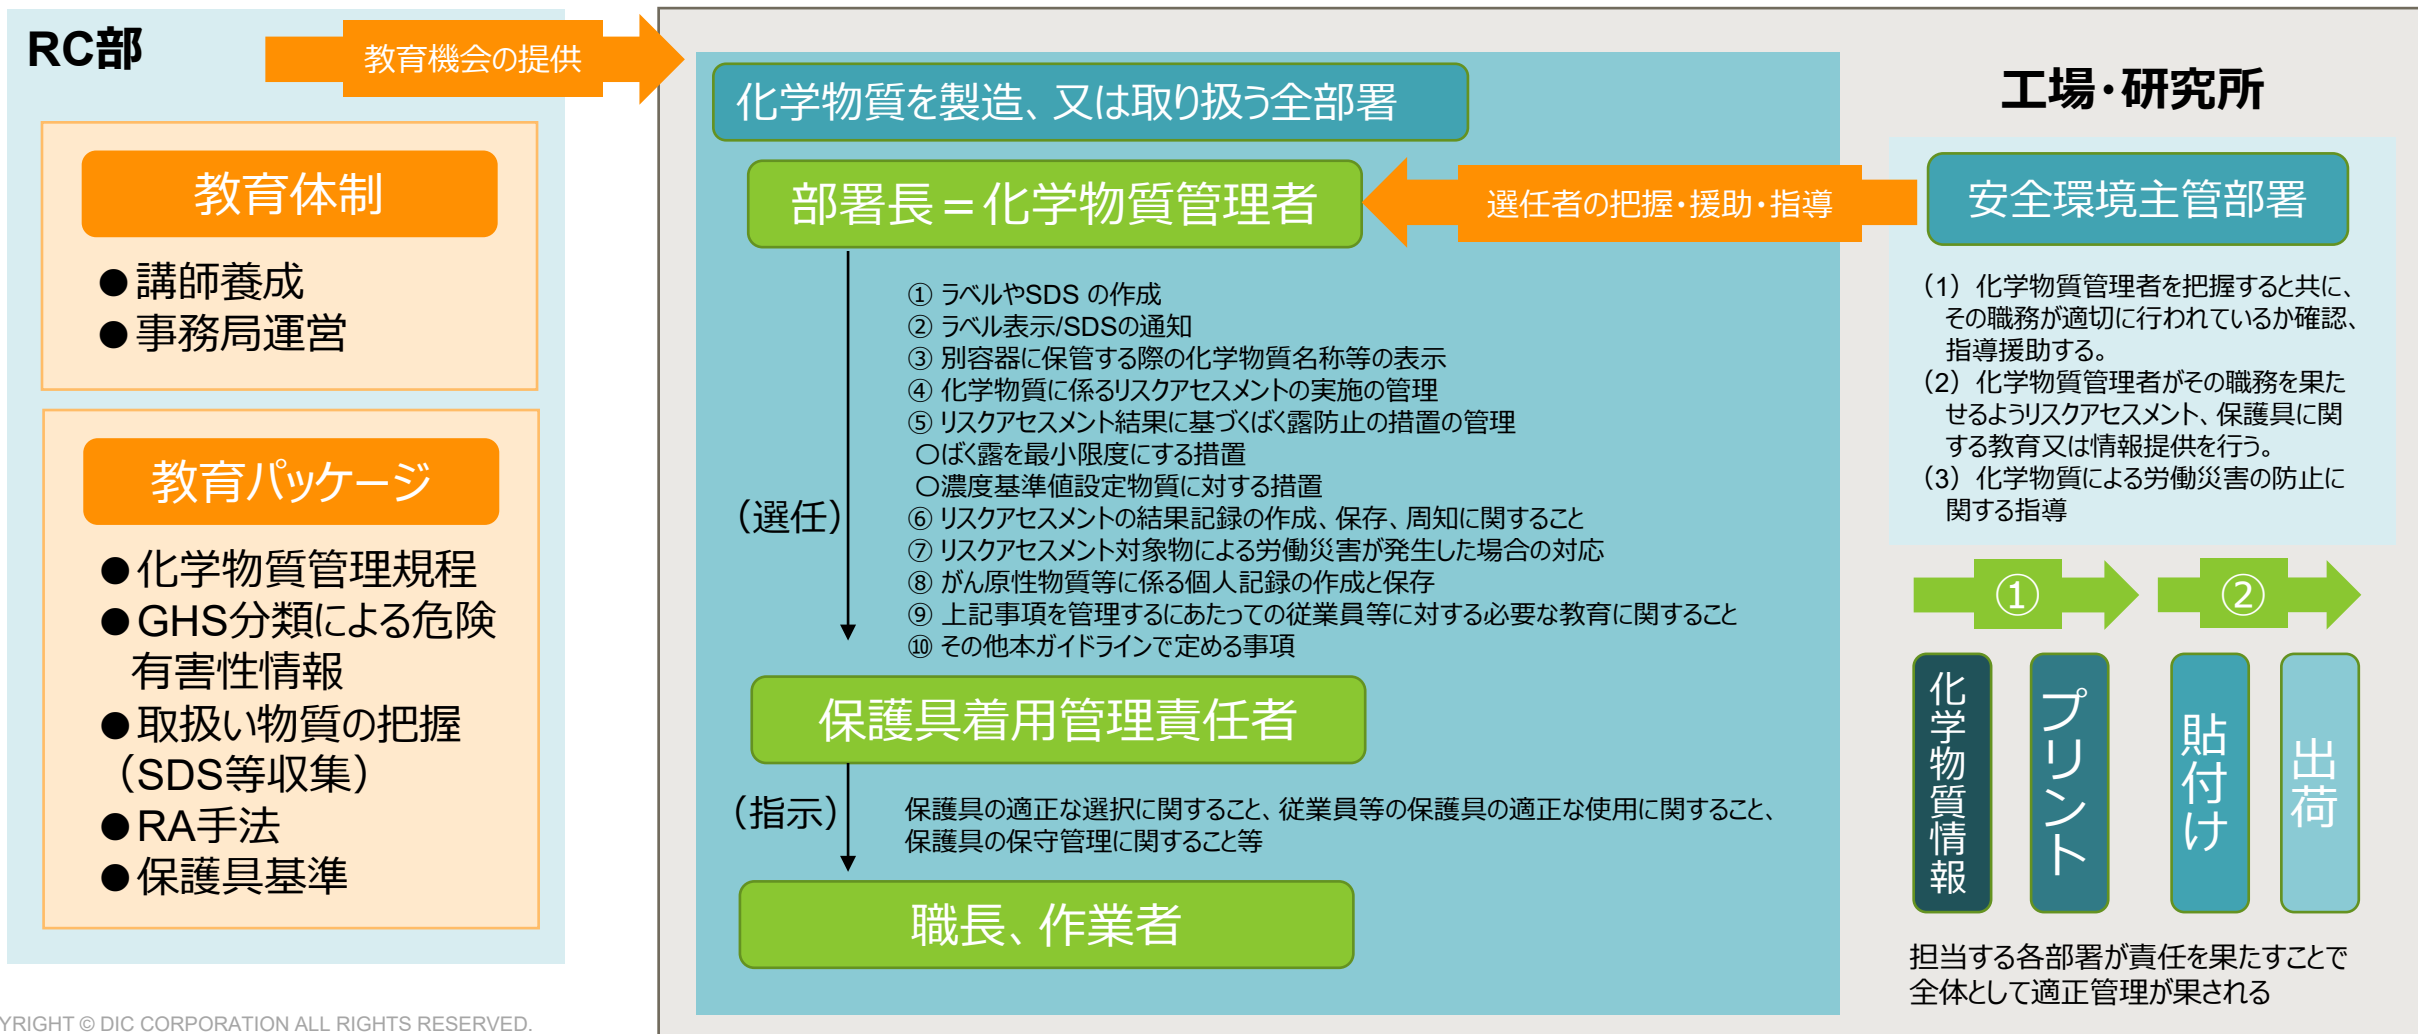 RC部
教育機会の提供
教育体制
●講師養成
●事務局運営
教育パッケージ
●化学物質管理規程
●GHS分類による危険
有害性情報
●取扱い物質の把握
(SDS等収集)
●RA手法
●保護具基準
化学物質を製造、又は取り扱う全部署
部署長＝化学物質管理者
選任者の把握・援助・指導
① ラベルやSDS の作成
② ラベル表示/SDSの通知
③ 別容器に保管する際の化学物質名称等の表示
④ 化学物質に係るリスクアセスメントの実施の管理
⑤ リスクアセスメント結果に基づくばく露防止の措置の管理
〇ばく露を最小限度にする措置
〇濃度基準値設定物質に対する措置
⑥ リスクアセスメントの結果記録の作成、保存、周知に関すること
⑦ リスクアセスメント対象物による労働災害が発生した場合の対応
⑧ がん原性物質等に係る個人記録の作成と保存
⑨ 上記事項を管理するにあたっての従業員等に対する必要な教育に関すること
⑩ その他本ガイドラインで定める事項
（選任）
保護具着用管理責任者
（指示）
保護具の適正な選択に関すること、従業員等の保護具の適正な使用に関すること、
保護具の保守管理に関すること等
職長、作業者
工場・研究所
安全環境主管部署
（1）化学物質管理者を把握すると共に、
その職務が適切に行われているか確認、
指導援助する。
（2）化学物質管理者がその職務を果た
せるようリスクアセスメント、保護具に関
する教育又は情報提供を行う。
（3）化学物質による労働災害の防止に
関する指導
①
②
化学物質情報
プリント
貼付け
出荷
担当する各部署が責任を果たすことで
全体として適正管理が果される
YRIGHT © DIC CORPORATION ALL RIGHTS RESERVED.